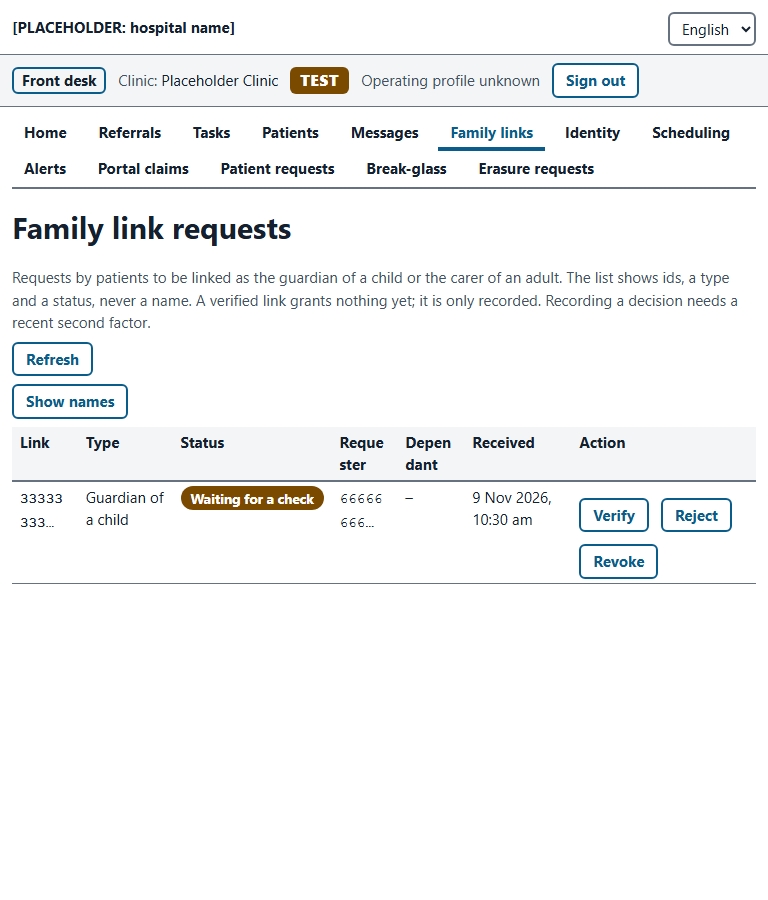 [PLACEHOLDER: hospital name]
English
Front desk Clinic: Placeholder Clinic TEST Operating profile unknown Sign out
Home Referrals Tasks Patients Messages Family links Identity Scheduling
Alerts Portal claims Patient requests Break-glass Erasure requests
Family link requests
Requests by patients to be linked as the guardian of a child or the carer of an adult. The list shows ids, a type
and a status, never a name. A verified link grants nothing yet; it is only recorded. Recording a decision needs a
recent second factor.
Refresh
Show names
Link Type Status Reque Depen Received Action
ster dant
33333 Guardian of Waiting for a check 66666 – 9 Nov 2026, Verify Reject
333… a child 666… 10:30 am
Revoke